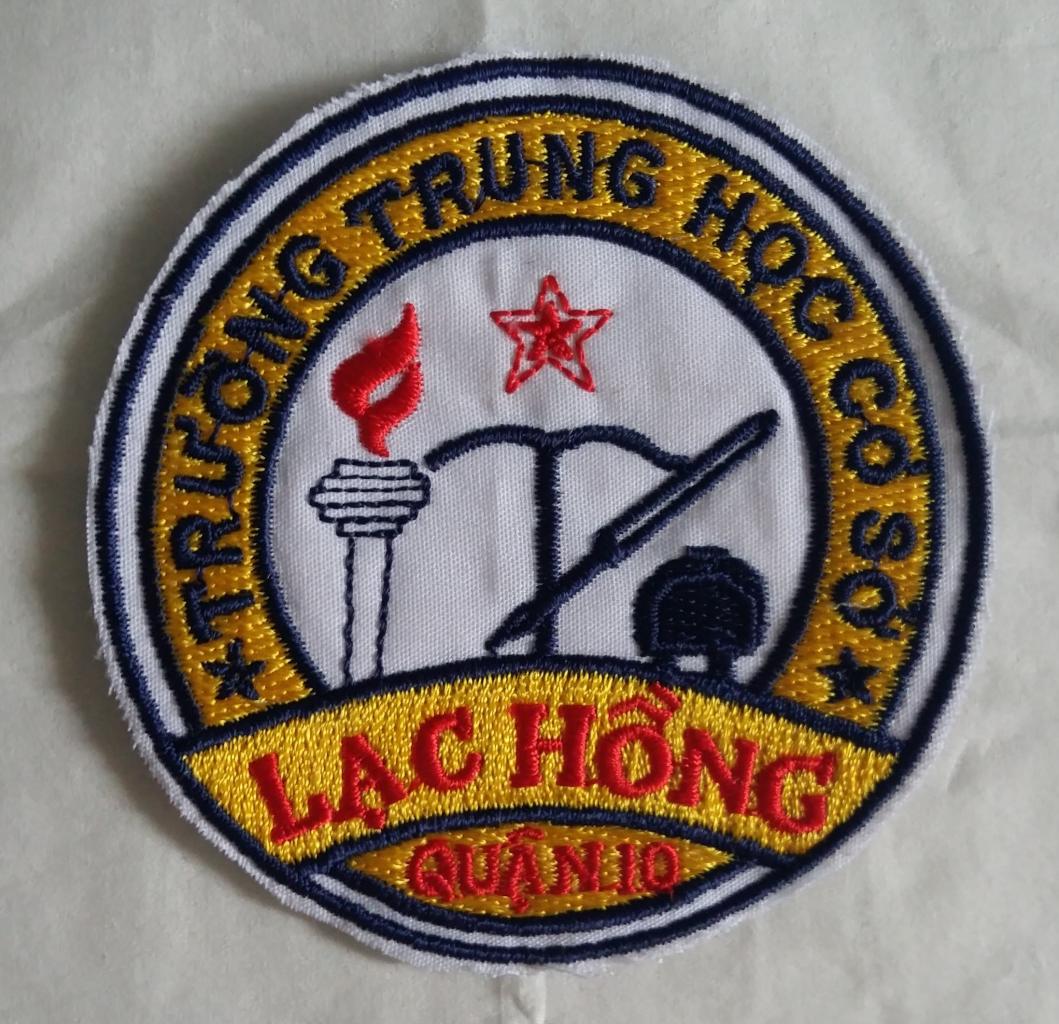 TRƯỜNG TRUNG HỌC CƠ SỞ
LẠC HỒNG
QUẬN.10